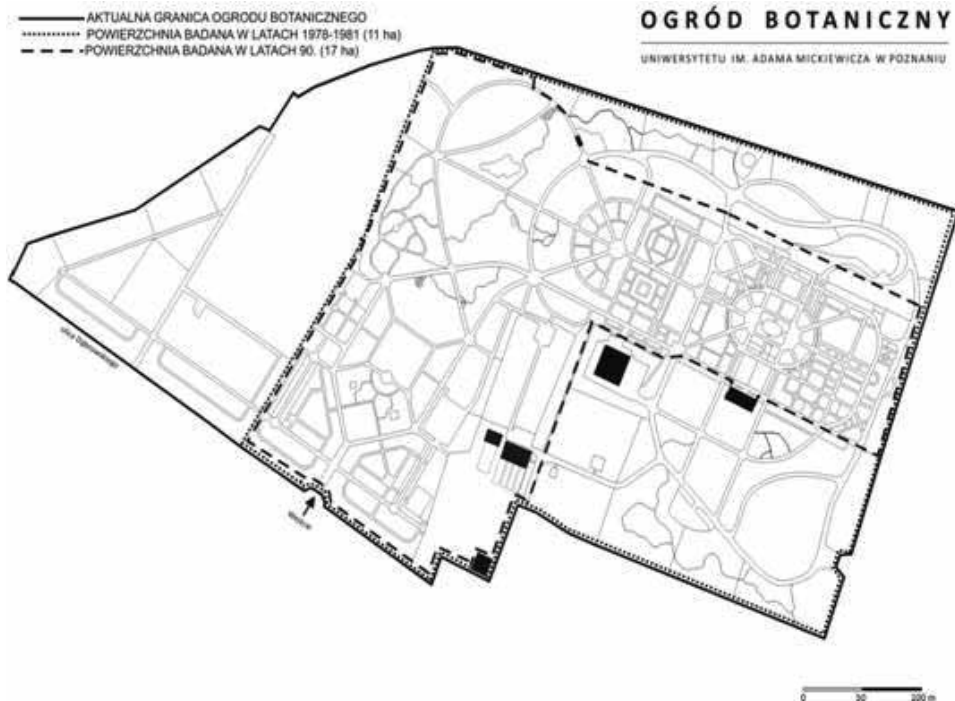 AKTUALNA GRANICA OGRODU BOTANICZNEGO
POWIERZCHNIA BADANA W LATACH 1978-1981 (11 ha)
POWIERZCHNIA BADANA W LATACH 90. (17 ha)
OGRÓD BOTANICZNY
UNIWERSYTETU IM. ADAMA MICKIEWICZA W POZNANIU
ulica
0 50 100 m